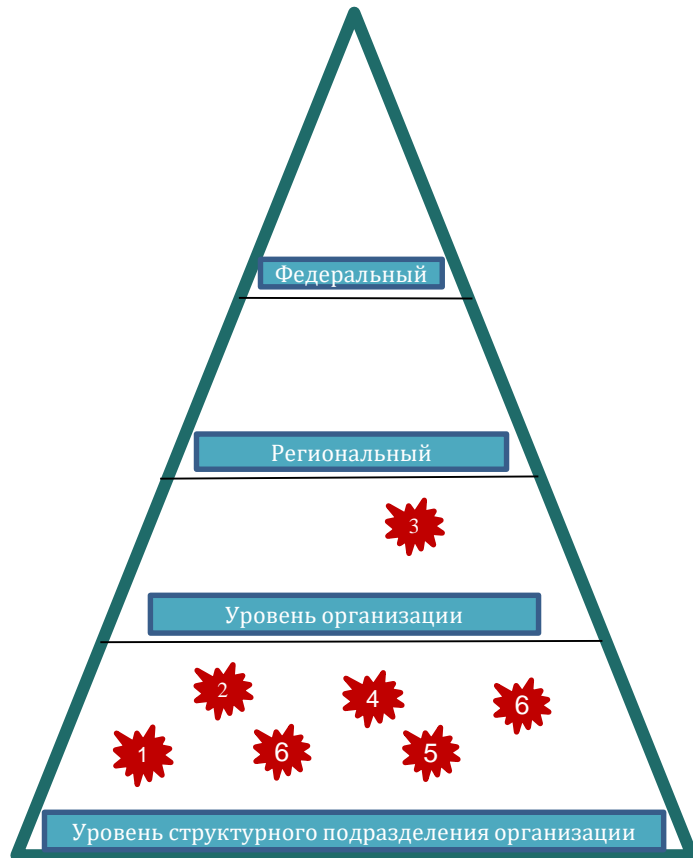 Федеральный
Региональный
3
Уровень организации
2
4
6
1
6
5
Уровень структурного подразделения организации